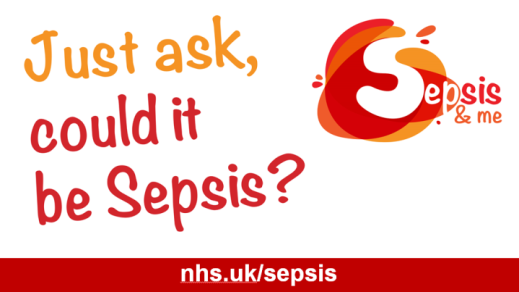 Just ask,
could it
be Sepsis?
Sepsis
& me
nhs.uk/sepsis